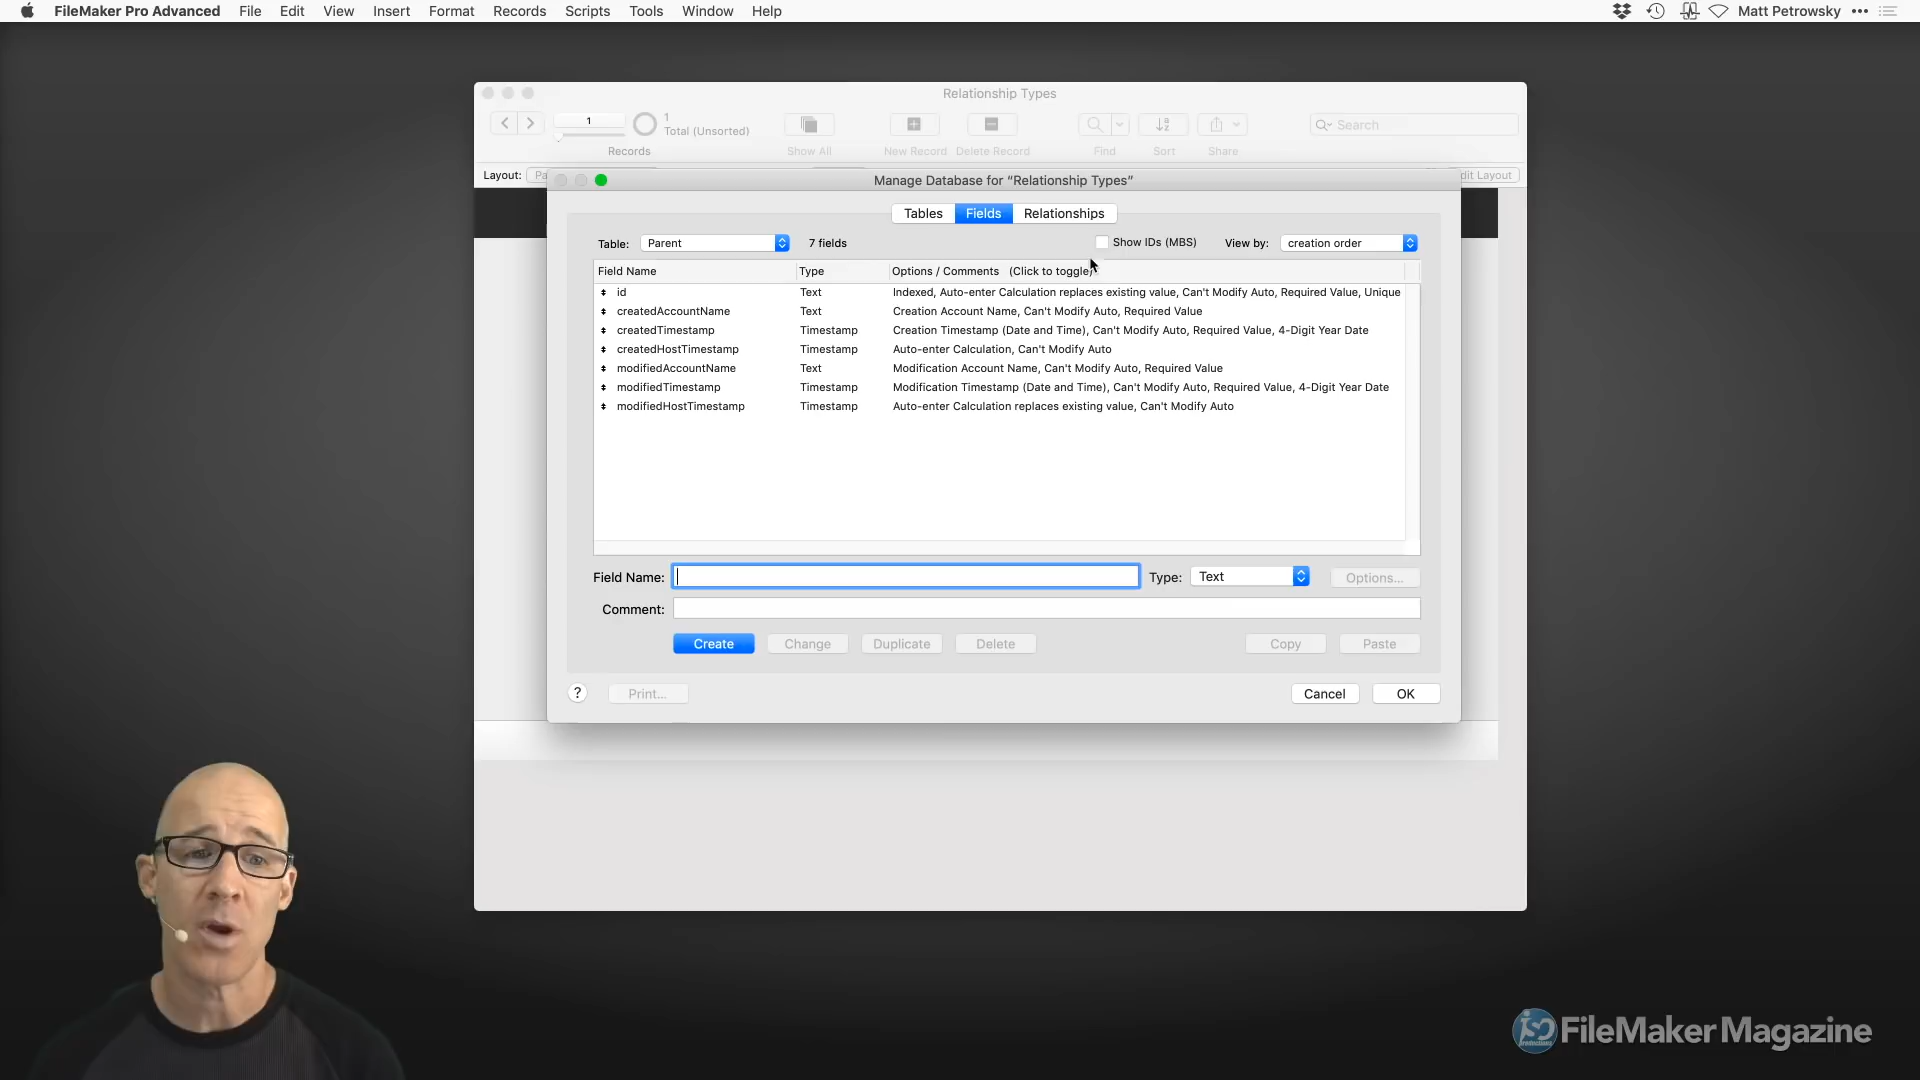 FileMaker Pro Advanced File Edit View Insert Format Records Scripts Tools Window Help Matt Petrowsky
Relationship Types
1 1 Total (Unsorted) Search
Records Show All New Record Delete Record Find Sort Share
Layout: Pa dit Layout
Manage Database for “Relationship Types”
Tables Fields Relationships
Table: Parent 7 fields Show IDs (MBS) View by: creation order
Field Name Type Options / Comments (Click to toggle)
id Text Indexed, Auto-enter Calculation replaces existing value, Can't Modify Auto, Required Value, Unique
createdAccountName Text Creation Account Name, Can't Modify Auto, Required Value
createdTimestamp Timestamp Creation Timestamp (Date and Time), Can't Modify Auto, Required Value, 4-Digit Year Date
createdHostTimestamp Timestamp Auto-enter Calculation, Can't Modify Auto
modifiedAccountName Text Modification Account Name, Can't Modify Auto, Required Value
modifiedTimestamp Timestamp Modification Timestamp (Date and Time), Can't Modify Auto, Required Value, 4-Digit Year Date
modifiedHostTimestamp Timestamp Auto-enter Calculation replaces existing value, Can't Modify Auto
Field Name: Type: Text Options...
Comment:
Create Change Duplicate Delete Copy Paste
? Print... Cancel OK
iso productions FileMaker Magazine